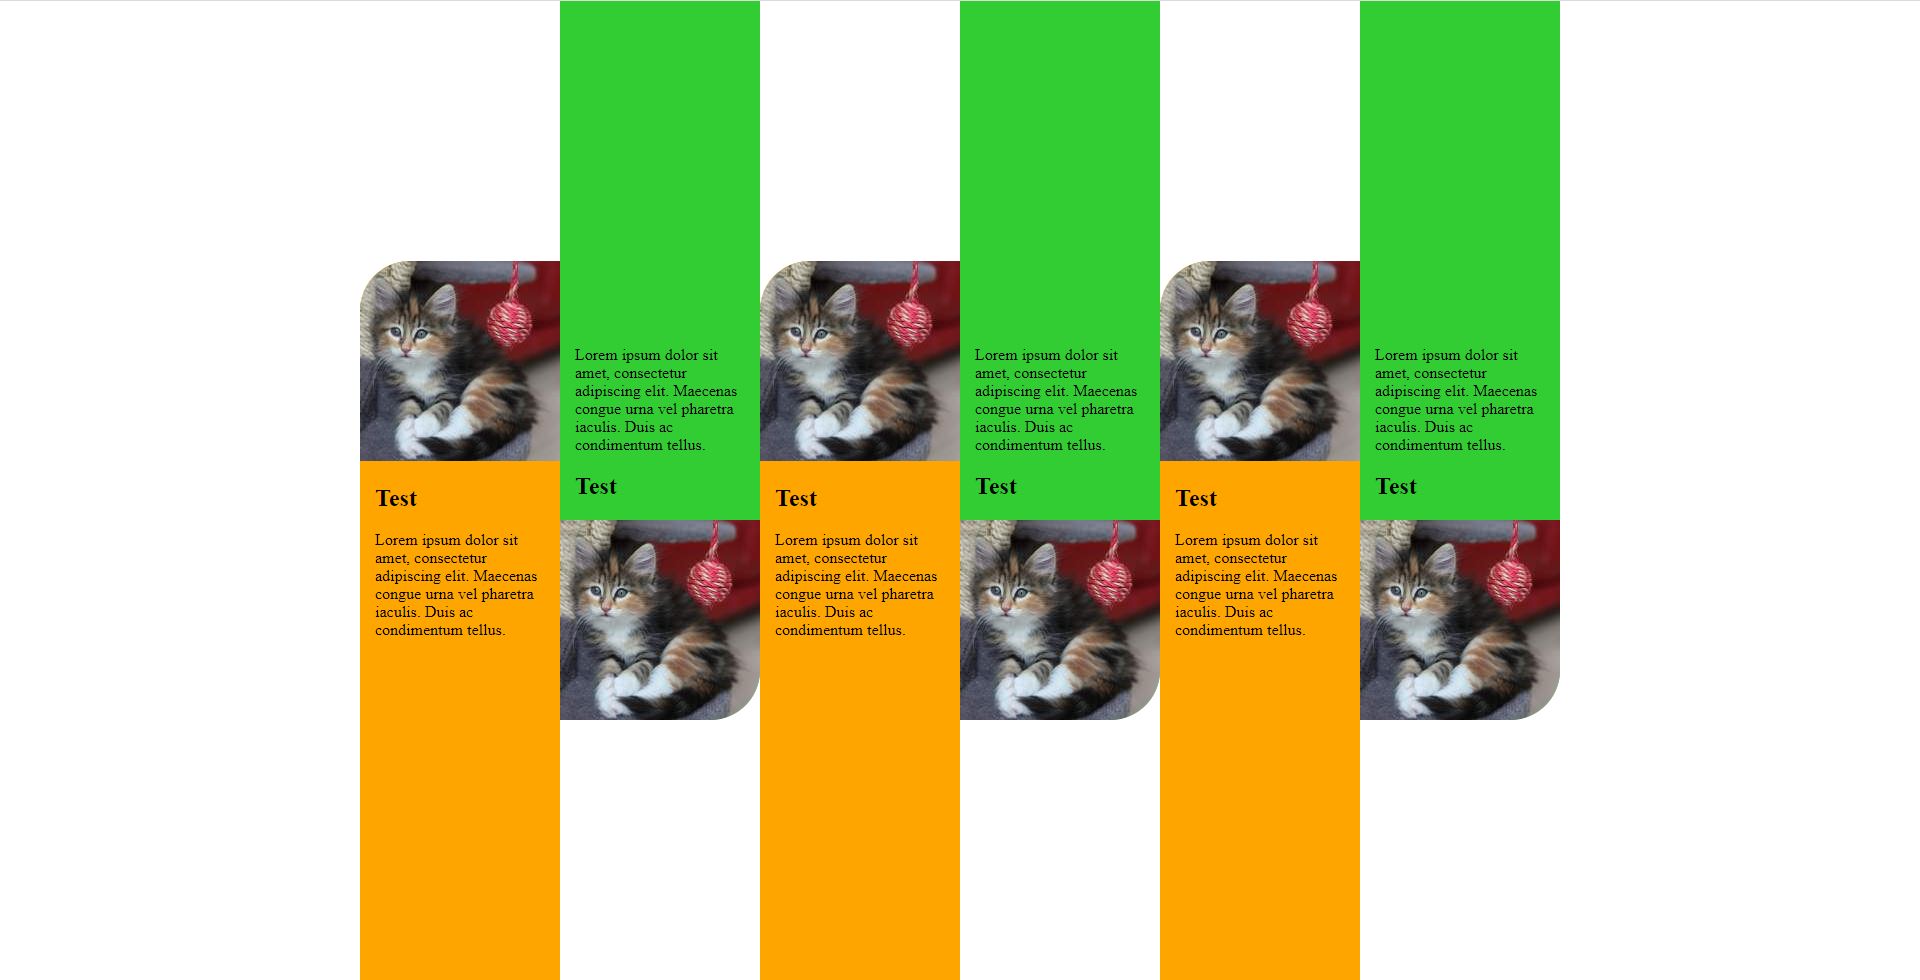 Test
Lorem ipsum dolor sit
amet, consectetur
adipiscing elit. Maecenas
congue urna vel pharetra
iaculis. Duis ac
condimentum tellus.
Lorem ipsum dolor sit
amet, consectetur
adipiscing elit. Maecenas
congue urna vel pharetra
iaculis. Duis ac
condimentum tellus.
Test
Test
Lorem ipsum dolor sit
amet, consectetur
adipiscing elit. Maecenas
congue urna vel pharetra
iaculis. Duis ac
condimentum tellus.
Lorem ipsum dolor sit
amet, consectetur
adipiscing elit. Maecenas
congue urna vel pharetra
iaculis. Duis ac
condimentum tellus.
Test
Test
Lorem ipsum dolor sit
amet, consectetur
adipiscing elit. Maecenas
congue urna vel pharetra
iaculis. Duis ac
condimentum tellus.
Lorem ipsum dolor sit
amet, consectetur
adipiscing elit. Maecenas
congue urna vel pharetra
iaculis. Duis ac
condimentum tellus.
Test